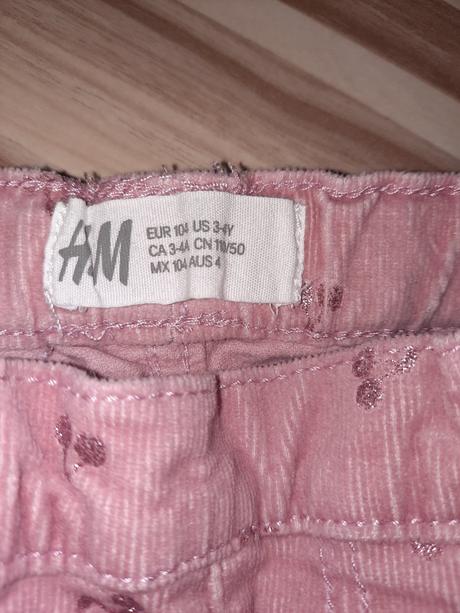 H&M
EUR 104 US 3-4Y
CA 3-4A CN 110/50
MX 104 AUS 4